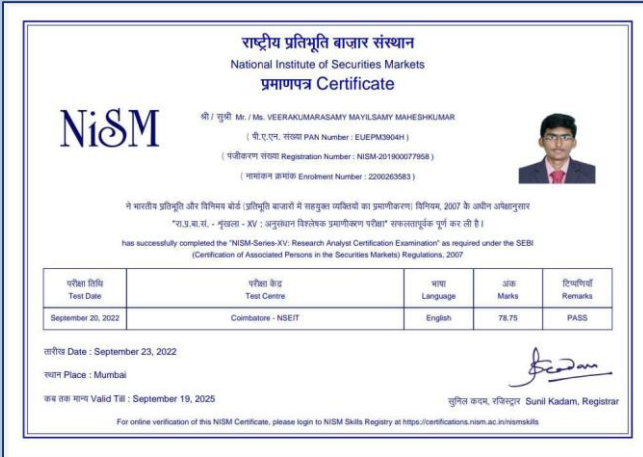 राष्ट्रीय प्रतिभूति बाज़ार संस्थान
National Institute of Securities Markets
प्रमाणपत्र Certificate
NiSM
श्री / सुश्री Mr. / Ms. VEERAKUMARASAMY MAYILSAMY MAHESHKUMAR
( पी.ए.एन. संख्या PAN Number : EUEPM3904H )
( पंजीकरण संख्या Registration Number : NISM-201900077958 )
( नामांकन क्रमांक Enrolment Number : 2200263583 )
ने भारतीय प्रतिभूति और विनिमय बोर्ड (प्रतिभूति बाजारों में सहयुक्त व्यक्तियों का प्रमाणीकरण) विनियम, 2007 के अधीन अपेक्षानुसार
"रा.प्र.बा.सं. - शृंखला - XV : अनुसंधान विश्लेषक प्रमाणीकरण परीक्षा" सफलतापूर्वक पूर्ण कर ली है।
has successfully completed the "NISM-Series-XV: Research Analyst Certification Examination" as required under the SEBI
(Certification of Associated Persons in the Securities Markets) Regulations, 2007
परीक्षा तिथि परीक्षा केंद्र भाषा अंक टिप्पणियाँ
Test Date Test Centre Language Marks Remarks
September 20, 2022 Coimbatore - NSEIT English 78.75 PASS
तारीख Date : September 23, 2022
स्थान Place : Mumbai
कब तक मान्य Valid Till : September 19, 2025
सुनिल कदम, रजिस्ट्रार Sunil Kadam, Registrar
For online verification of this NISM Certificate, please login to NISM Skills Registry at https://certifications.nism.ac.in/nismskills